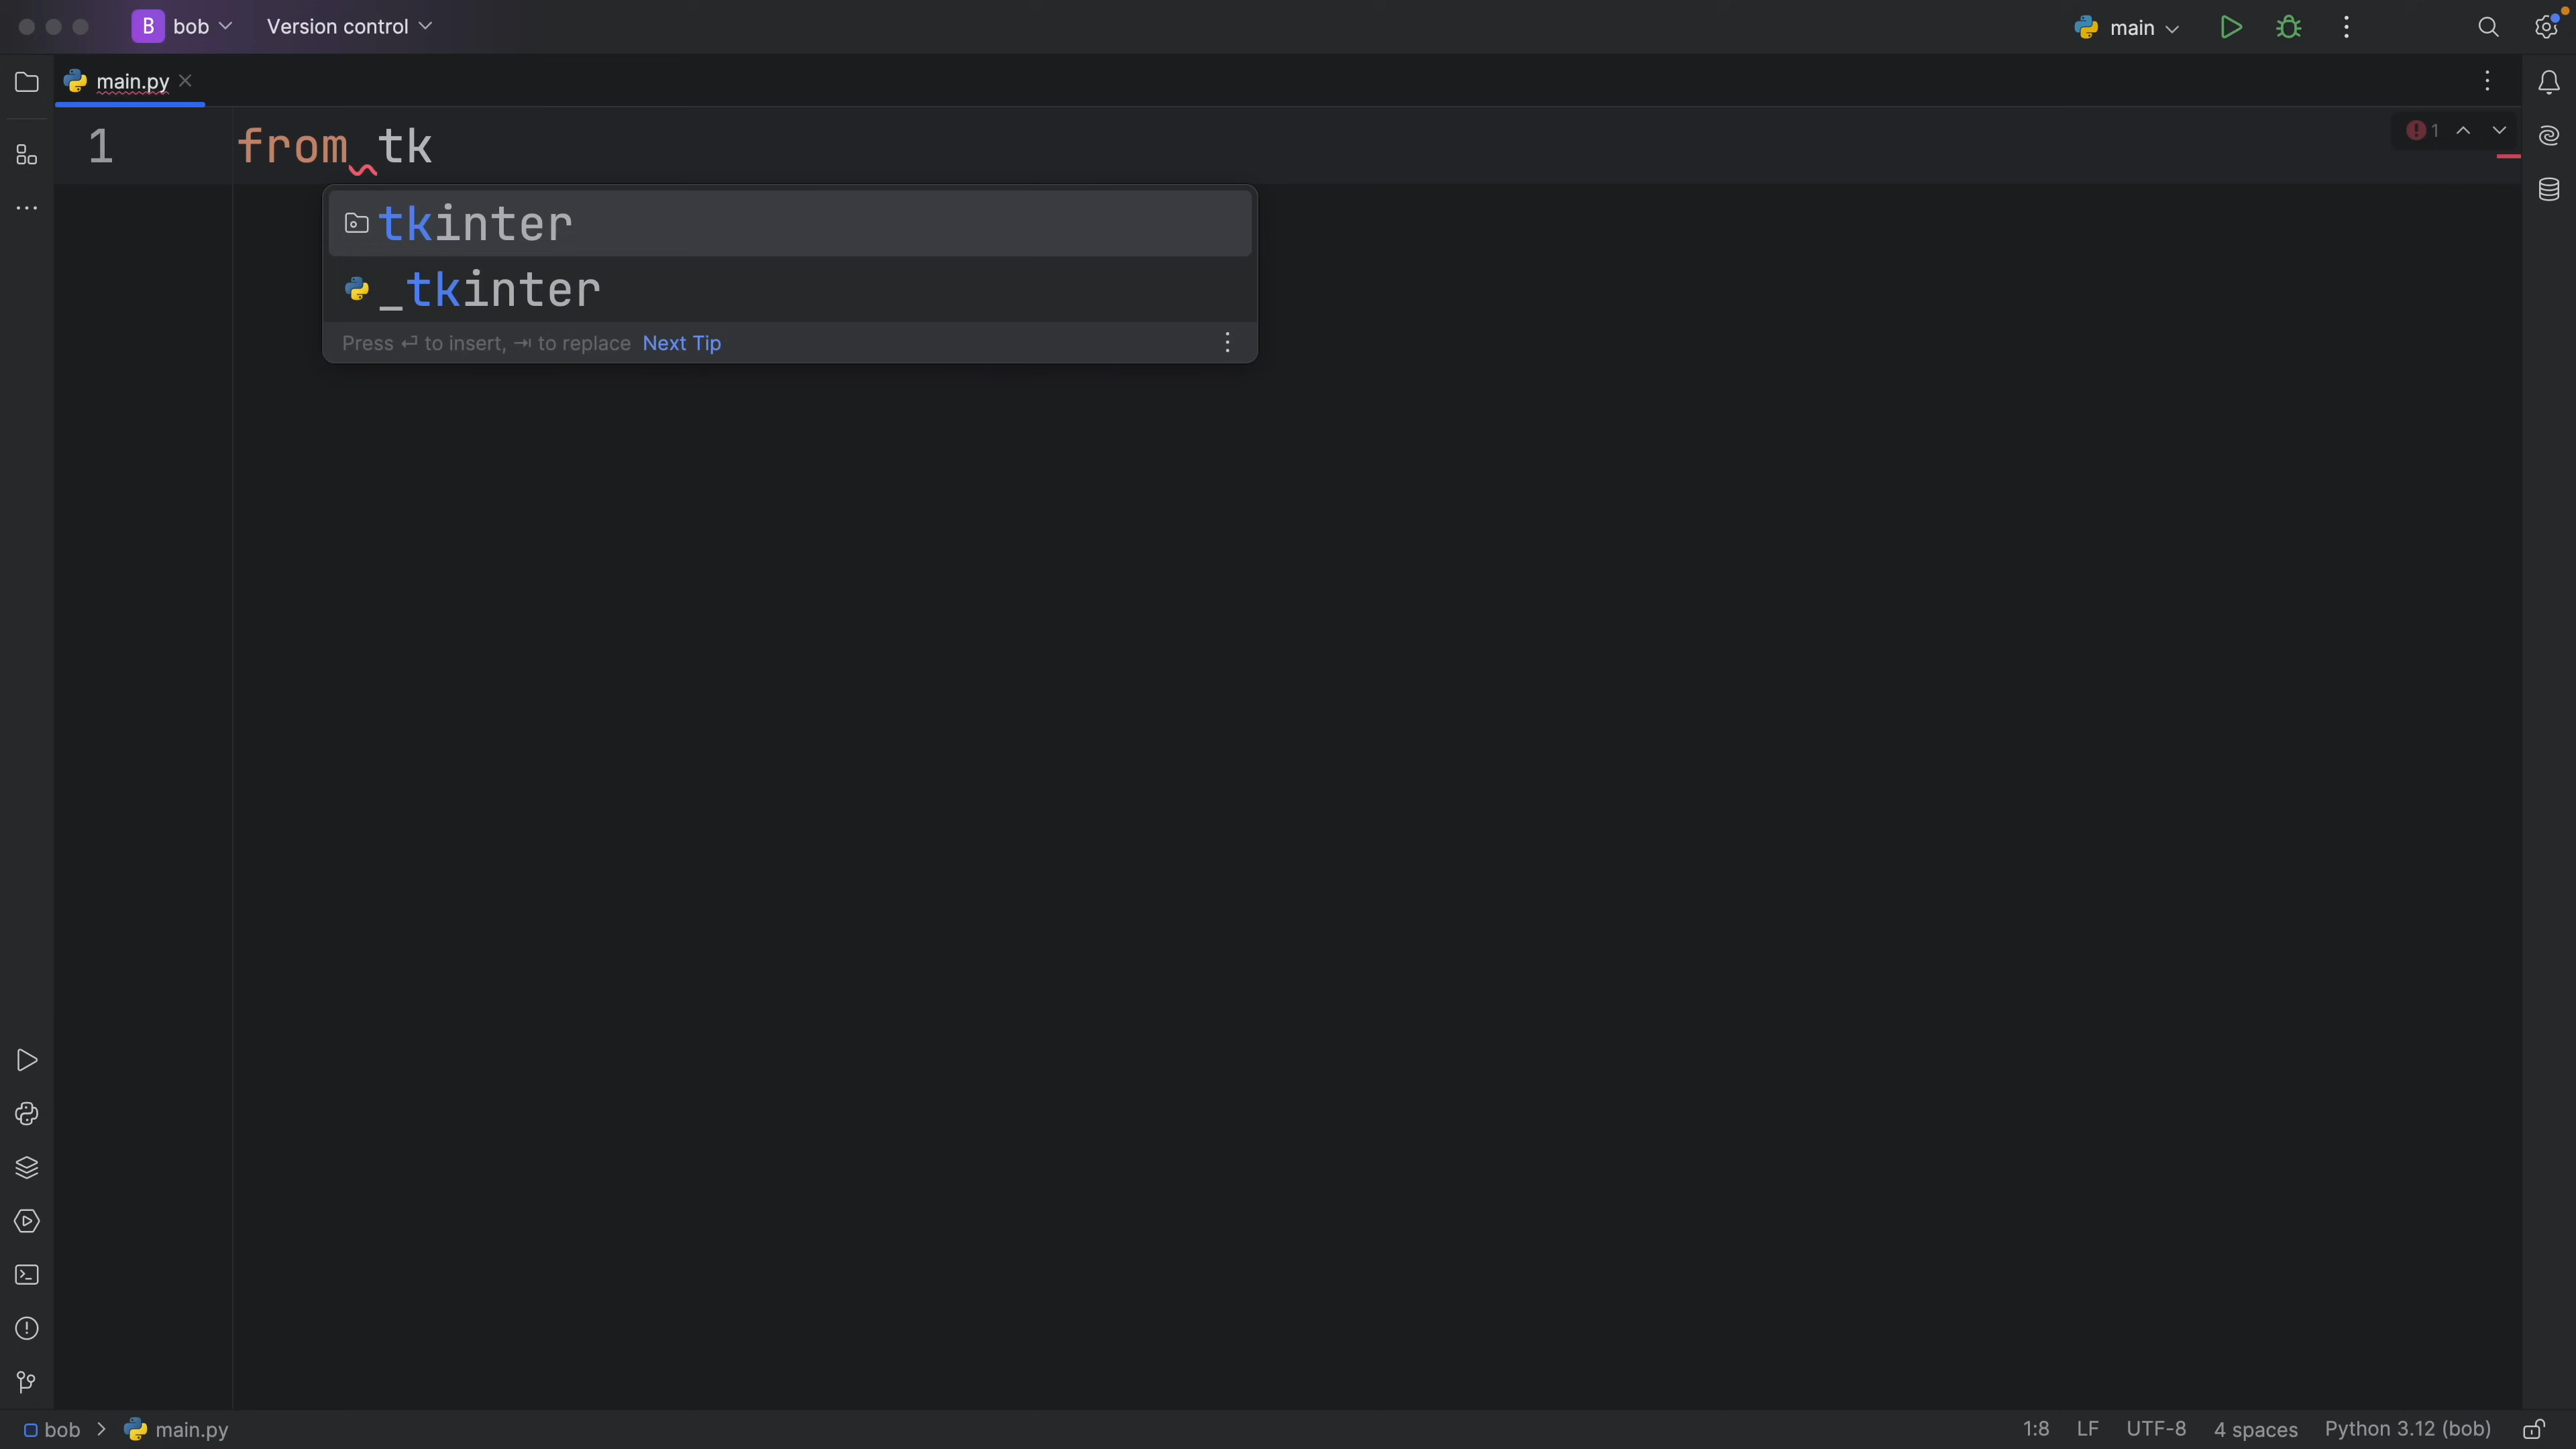 B bob Version control main
main.py
1 from tk
1
tkinter
_tkinter
Press ⏎ to insert, ⇥ to replace Next Tip
bob > main.py 1:8 LF UTF-8 4 spaces Python 3.12 (bob)